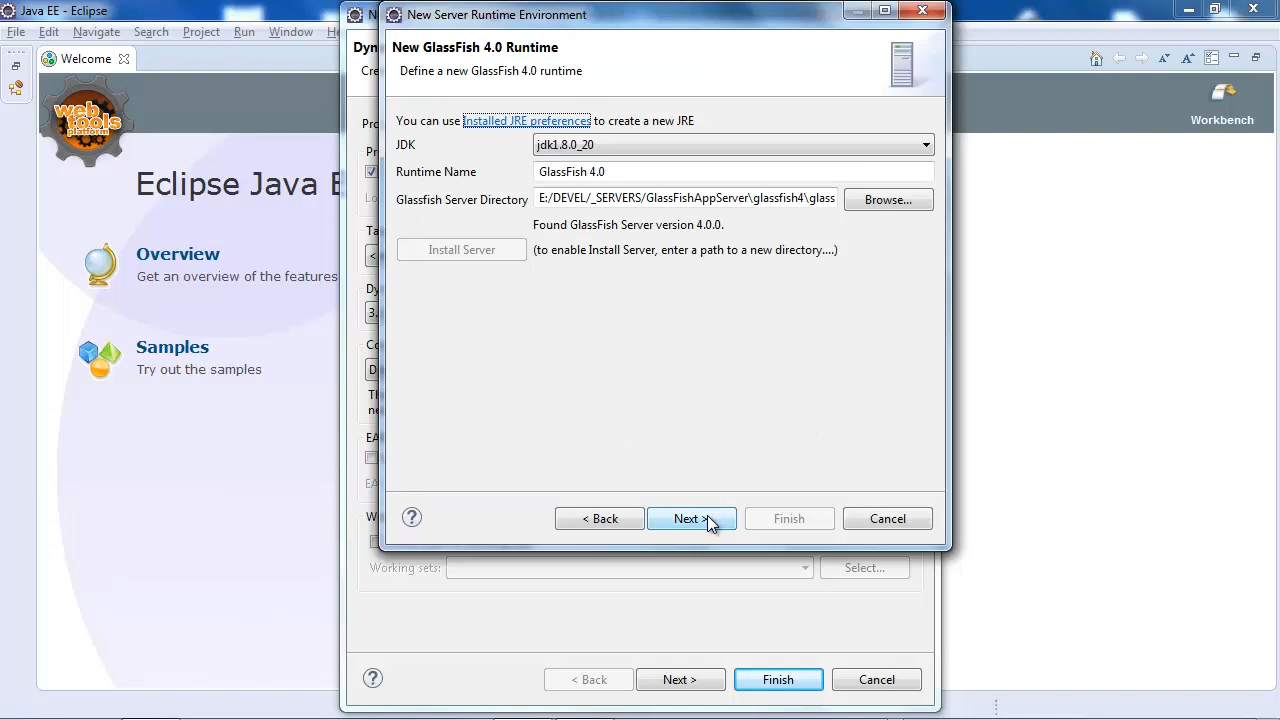 Java EE - Eclipse
File Edit Navigate Search Project Run Window
Welcome
web tools platform
Workbench
Eclipse Java
Overview
Get an overview of the features
Samples
Try out the samples
New Server Runtime Environment
New GlassFish 4.0 Runtime
Define a new GlassFish 4.0 runtime
You can use Installed JRE preferences to create a new JRE
JDK jdk1.8.0_20
Runtime Name GlassFish 4.0
Glassfish Server Directory E:/DEVEL/_SERVERS/GlassFishAppServer\glassfish4\glass Browse...
Found GlassFish Server version 4.0.0.
Install Server (to enable Install Server, enter a path to a new directory....)
< Back Next > Finish Cancel
Working sets: Select...
< Back Next > Finish Cancel